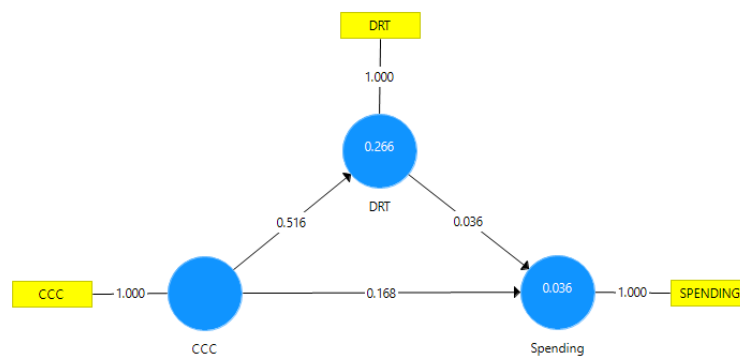 DRT
1.000
0.266
DRT
0.516
0.036
CCC
1.000
0.168
0.036
1.000
SPENDING
CCC
Spending